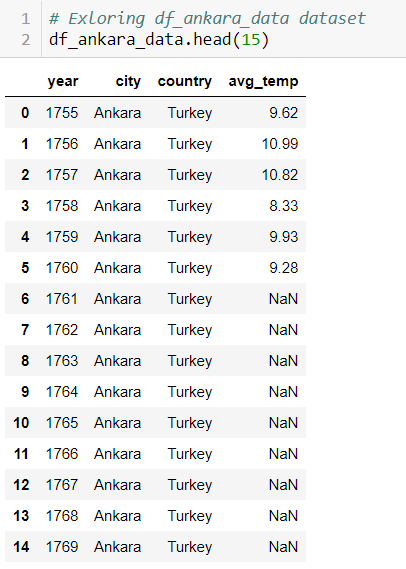 1 # Exloring df_ankara_data dataset
2 df_ankara_data.head(15)
year city country avg_temp
0 1755 Ankara Turkey 9.62
1 1756 Ankara Turkey 10.99
2 1757 Ankara Turkey 10.82
3 1758 Ankara Turkey 8.33
4 1759 Ankara Turkey 9.93
5 1760 Ankara Turkey 9.28
6 1761 Ankara Turkey NaN
7 1762 Ankara Turkey NaN
8 1763 Ankara Turkey NaN
9 1764 Ankara Turkey NaN
10 1765 Ankara Turkey NaN
11 1766 Ankara Turkey NaN
12 1767 Ankara Turkey NaN
13 1768 Ankara Turkey NaN
14 1769 Ankara Turkey NaN